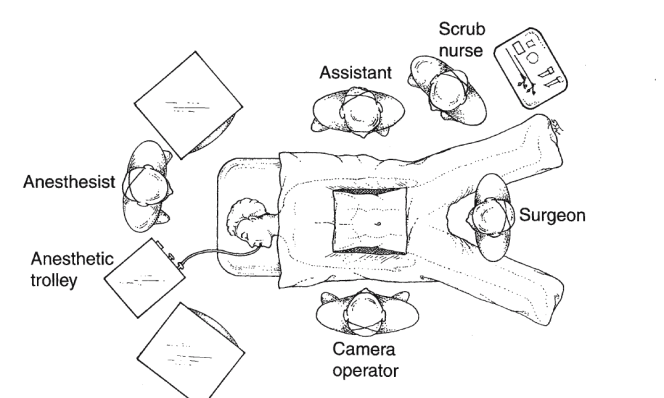 Scrub
nurse
Assistant
Anesthesist
Surgeon
Anesthetic
trolley
Camera
operator